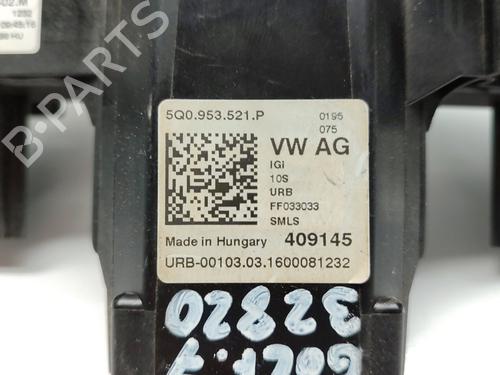 5Q0.953.521.P
0195
075
VW AG
IGI
10S
URB
FF033033
SMLS
Made in Hungary 409145
URB-00103.03.1600081232
32820
GOLF.7
B-PARTS